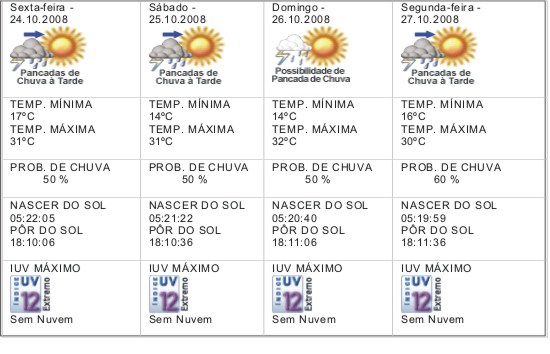 Sexta-feira -
24.10.2008
Pancadas de
Chuva à Tarde
TEMP. MÍNIMA
17ºC
TEMP. MÁXIMA
31ºC
PROB. DE CHUVA
50 %
NASCER DO SOL
05:22:05
PÔR DO SOL
18:10:06
IUV MÁXIMO
INDICE
UV
12
Extremo
Sem Nuvem
Sábado -
25.10.2008
Pancadas de
Chuva à Tarde
TEMP. MÍNIMA
14ºC
TEMP. MÁXIMA
31ºC
PROB. DE CHUVA
50 %
NASCER DO SOL
05:21:22
PÔR DO SOL
18:10:36
IUV MÁXIMO
INDICE
UV
12
Extremo
Sem Nuvem
Domingo -
26.10.2008
Possibilidade de
Pancada de Chuva
TEMP. MÍNIMA
14ºC
TEMP. MÁXIMA
32ºC
PROB. DE CHUVA
50 %
NASCER DO SOL
05:20:40
PÔR DO SOL
18:11:06
IUV MÁXIMO
INDICE
UV
12
Extremo
Sem Nuvem
Segunda-feira -
27.10.2008
Pancadas de
Chuva à Tarde
TEMP. MÍNIMA
16ºC
TEMP. MÁXIMA
30ºC
PROB. DE CHUVA
60 %
NASCER DO SOL
05:19:59
PÔR DO SOL
18:11:36
IUV MÁXIMO
INDICE
UV
12
Extremo
Sem Nuvem